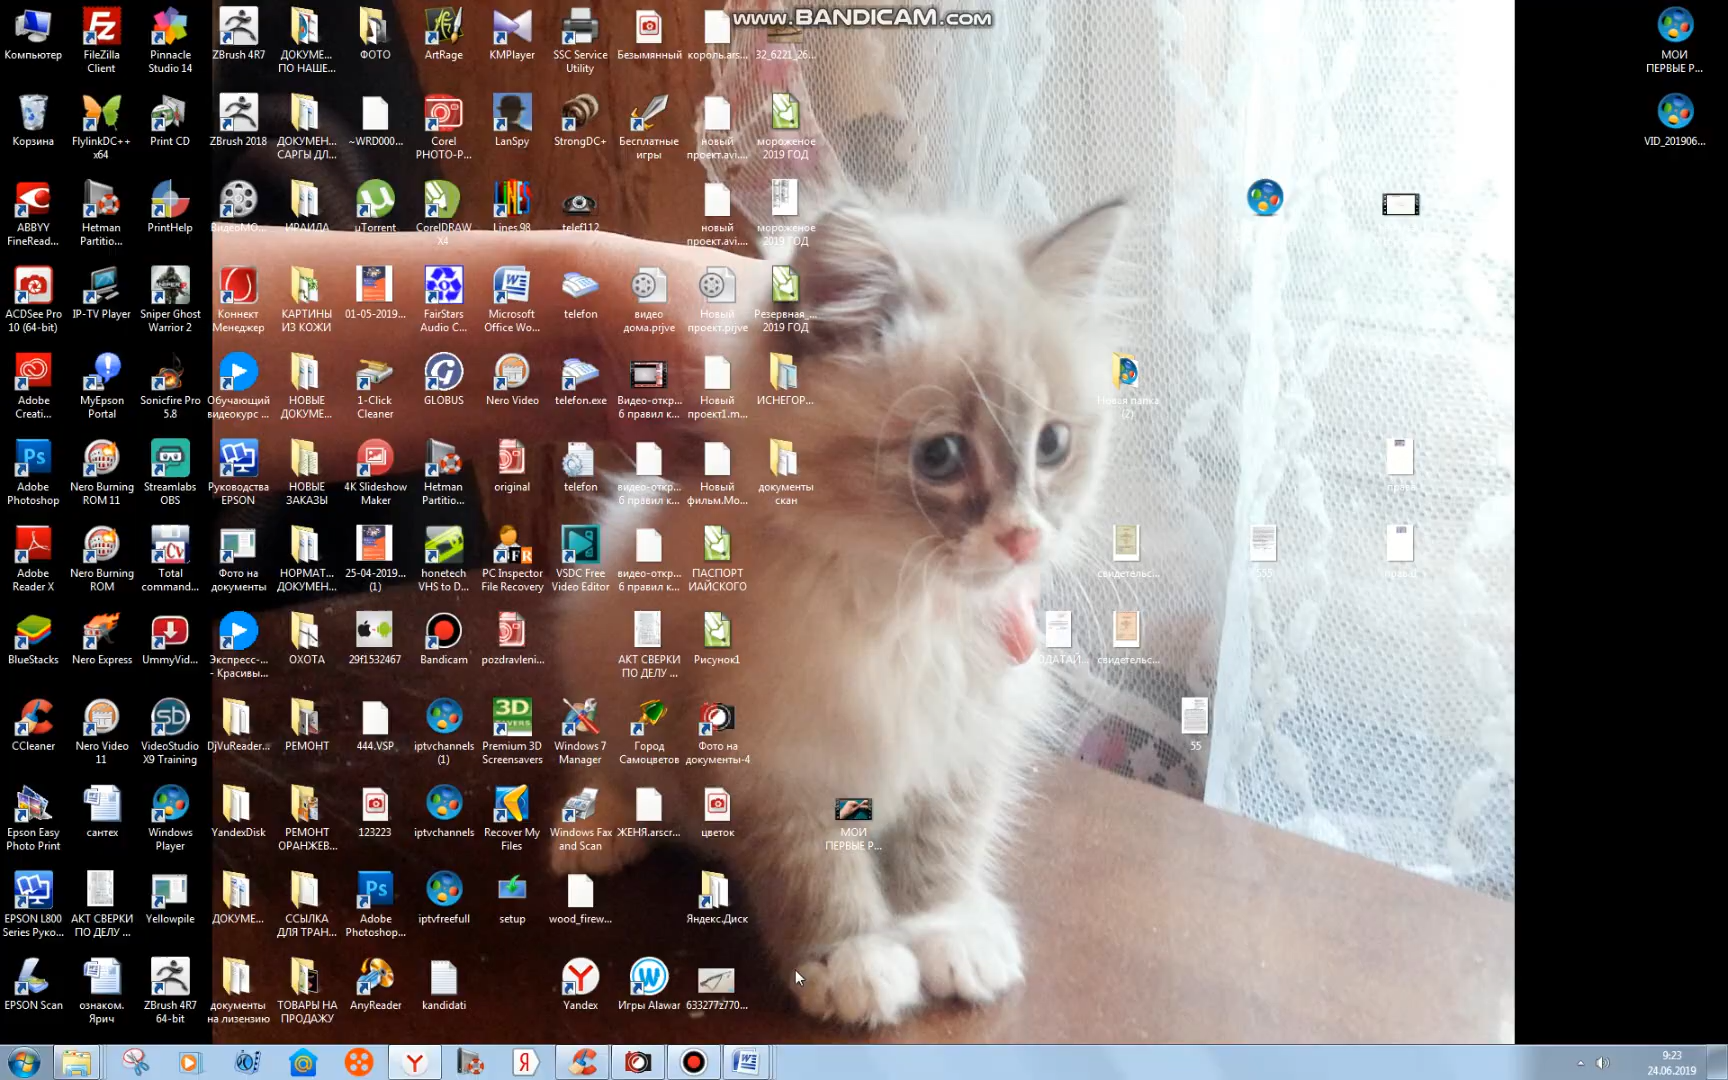 WWW.BANDICAM.COM
Компьютер
FileZilla
Client
Pinnacle
Studio 14
ZBrush 4R7
ДОКУМЕ...
ПО НАШЕ...
ФОТО
ArtRage
KMPlayer
SSC Service
Utility
Безымянный
король.ars...
32_6221_26...
МОИ
ПЕРВЫЕ Р...
Корзина
FlylinkDC++
x64
Print CD
ZBrush 2018
ДОКУМЕН...
САРГЫ ДЛ...
~WRD000...
Corel
PHOTO-P...
LanSpy
StrongDC+
Бесплатные
игры
новый
проект.avi....
мороженое
2019 ГОД
VID_201906...
ABBYY
FineRead...
Hetman
Partitio...
PrintHelp
ВидеоМО...
ИРАИДА
µTorrent
CorelDRAW
X4
Lines 98
telef112
новый
проект.avi....
мороженое
2019 ГОД
ACDSee Pro
10 (64-bit)
IP-TV Player
Sniper Ghost
Warrior 2
Коннект
Менеджер
КАРТИНЫ
ИЗ КОЖИ
01-05-2019...
FairStars
Audio C...
Microsoft
Office Wo...
telefon
видео
дома.prjve
Новый
проект.prjve
Резервная_...
2019 ГОД
Adobe
Creati...
MyEpson
Portal
Sonicfire Pro
5.8
Обучающий
видеокурс ...
НОВЫЕ
ДОКУМЕ...
1-Click
Cleaner
GLOBUS
Nero Video
telefon.exe
Видео-откр...
6 правил к...
Новый
проект1.m...
ИСНЕГОР...
Новая папка
(2)
Adobe
Photoshop
Nero Burning
ROM 11
Streamlabs
OBS
Руководства
EPSON
НОВЫЕ
ЗАКАЗЫ
4K Slideshow
Maker
Hetman
Partitio...
original
telefon
видео-откр...
6 правил к...
Новый
фильм.Mo...
документы
скан
права
Adobe
Reader X
Nero Burning
ROM
Total
command...
Фото на
документы
НОРМАТ...
ДОКУМЕН...
25-04-2019...
(1)
honetech
VHS to D...
PC Inspector
File Recovery
VSDC Free
Video Editor
видео-откр...
6 правил к...
ПАСПОРТ
ИАЙСКОГО
свидетельс...
555
BlueStacks
Nero Express
UmmyVid...
Экспресс-...
- Красивы...
ОХОТА
29f1532467
Bandicam
pozdravleni...
АКТ СВЕРКИ
ПО ДЕЛУ ...
Рисунок1
свидетельс...
CCleaner
Nero Video
11
VideoStudio
X9 Training
DjVuReader...
РЕМОНТ
444.VSP
iptvchannels
(1)
Premium 3D
Screensavers
Windows 7
Manager
Город
Самоцветов
Фото на
документы-4
55
Epson Easy
Photo Print
сантех
Windows
Player
YandexDisk
РЕМОНТ
ОРАНЖЕВ...
123223
iptvchannels
Recover My
Files
Windows Fax
and Scan
ЖЕНЯ.arscr...
цветок
МОИ
ПЕРВЫЕ Р...
EPSON L800
Series Руко...
АКТ СВЕРКИ
ПО ДЕЛУ ...
Yellowpile
ДОКУМЕ...
ССЫЛКА
ДЛЯ ТРАН...
Adobe
Photoshop...
iptvfreefull
setup
wood_firew...
Яндекс.Диск
EPSON Scan
ознаком.
Ярич
ZBrush 4R7
64-bit
документы
на лизензию
ТОВАРЫ НА
ПРОДАЖУ
AnyReader
kandidati
Yandex
Игры Alawar
633277z770...
9:23
24.06.2019